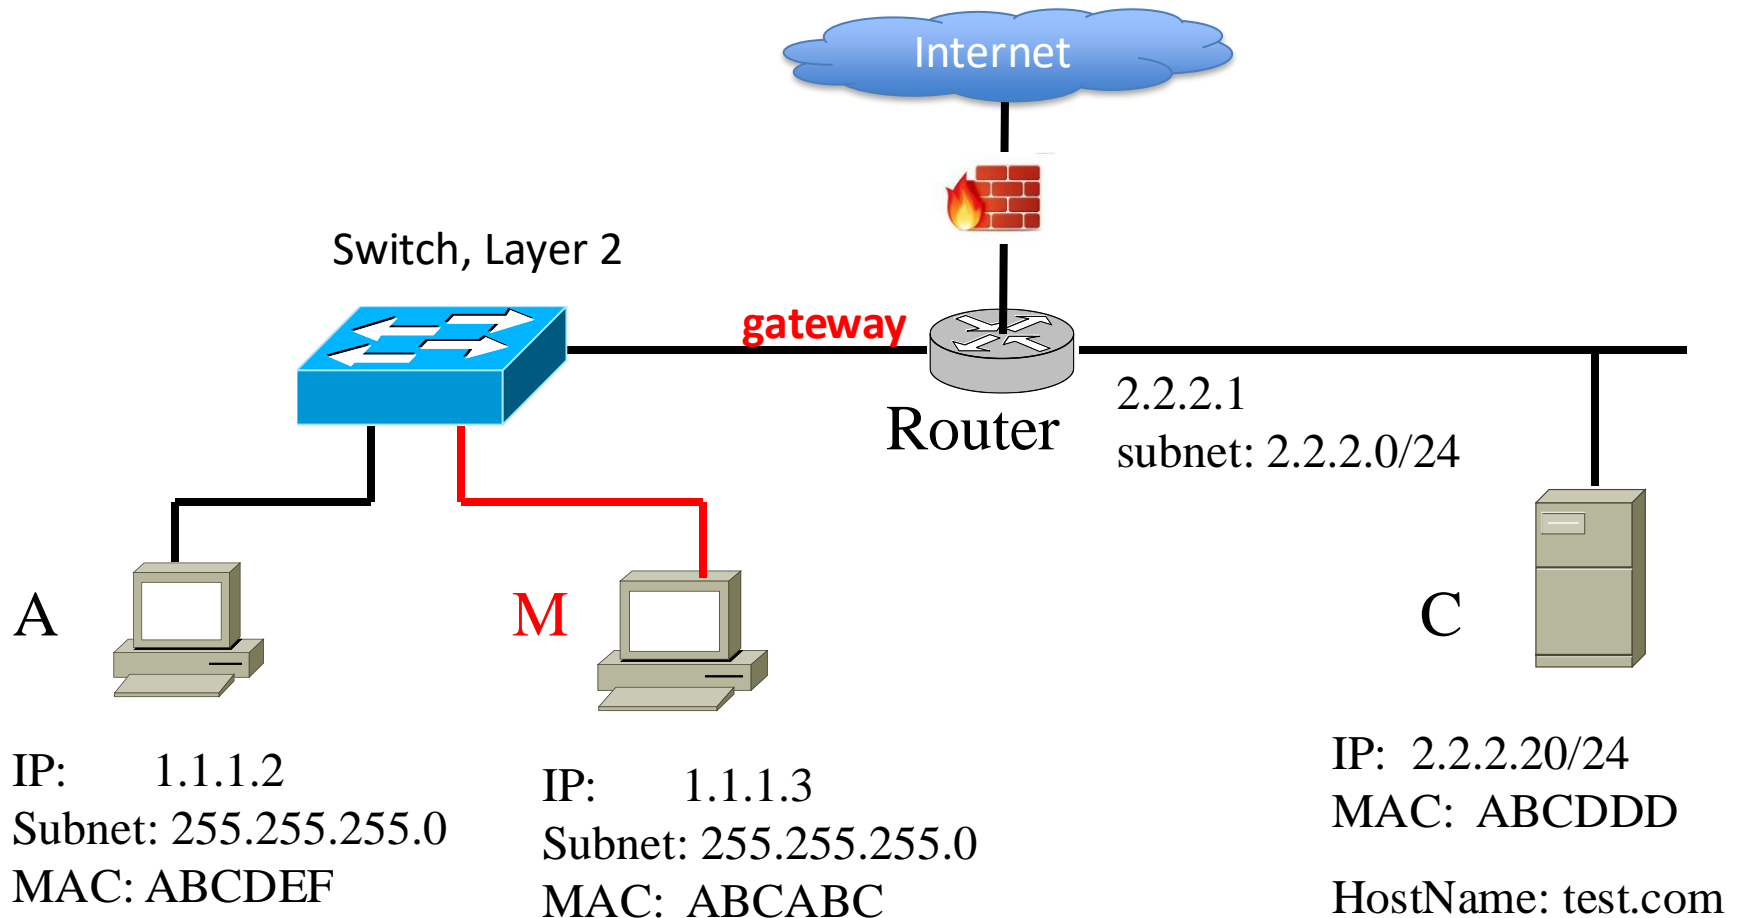 Internet
Switch, Layer 2
gateway
Router
2.2.2.1
subnet: 2.2.2.0/24
A
M
C
IP: 1.1.1.2
Subnet: 255.255.255.0
MAC: ABCDEF
IP: 1.1.1.3
Subnet: 255.255.255.0
MAC: ABCABC
IP: 2.2.2.20/24
MAC: ABCDDD
HostName: test.com